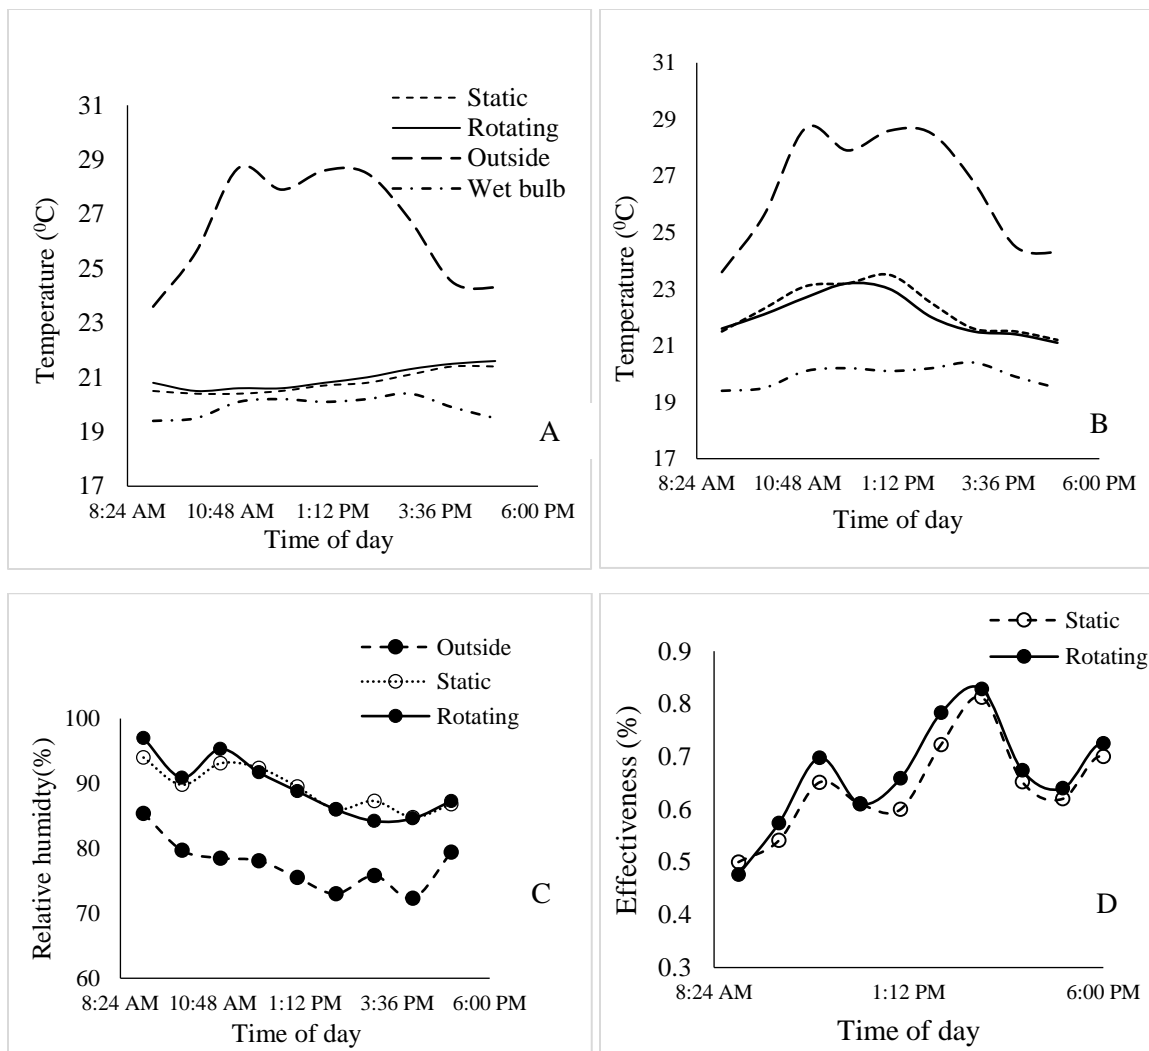 Static
Rotating
Outside
Wet bulb
31
29
27
25
23
21
19
17
Temperature (⁰C)
A
8:24 AM 10:48 AM 1:12 PM 3:36 PM 6:00 PM
Time of day
31
29
27
25
23
21
19
17
Temperature (⁰C)
B
8:24 AM 10:48 AM 1:12 PM 3:36 PM 6:00 PM
Time of day
Outside
Static
Rotating
100
90
80
70
60
Relative humidty(%)
C
8:24 AM 10:48 AM 1:12 PM 3:36 PM 6:00 PM
Time of day
Static
Rotating
0.9
0.8
0.7
0.6
0.5
0.4
0.3
Effectiveness (%)
D
8:24 AM 1:12 PM 6:00 PM
Time of day